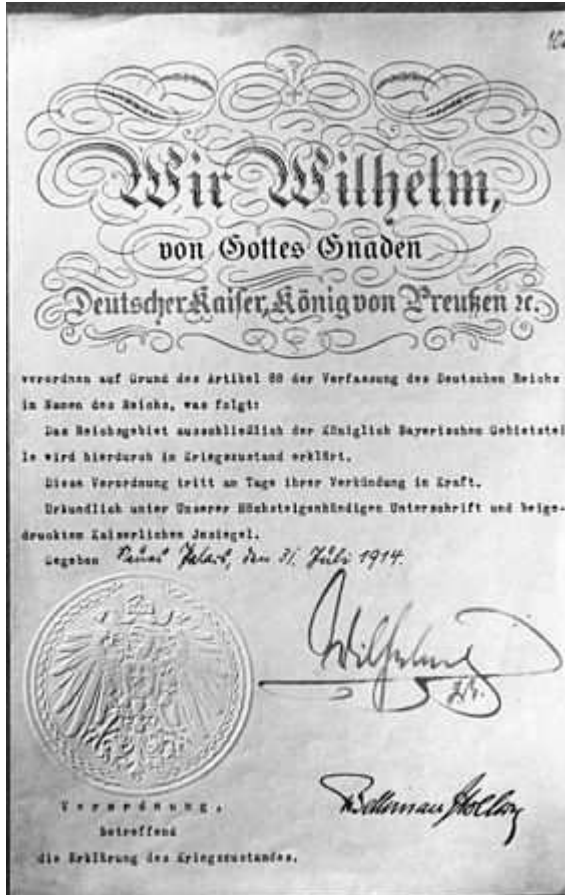 Wir Wilhelm,
von Gottes Gnaden
Deutscher Kaiser, König von Preußen ꝛc.
verordnen auf Grund des Artikel 68 der Verfassung des Deutschen Reichs
im Namen des Reichs, was folgt:
Das Reichsgebiet ausschließlich der Königlich Bayerischen Gebietstei-
le wird hierdurch in Kriegszustand erklärt.
Diese Verordnung tritt am Tage ihrer Verkündung in Kraft.
Urkundlich unter Unserer Höchsteigenhändigen Unterschrift und beige-
drucktem Kaiserlichen Insiegel.
Gegeben Neues Palais, den 31. Juli 1914.
Wilhelm
I.R.
Bethmann Hollweg
Verordnung,
betreffend
die Erklärung des Kriegszustandes.